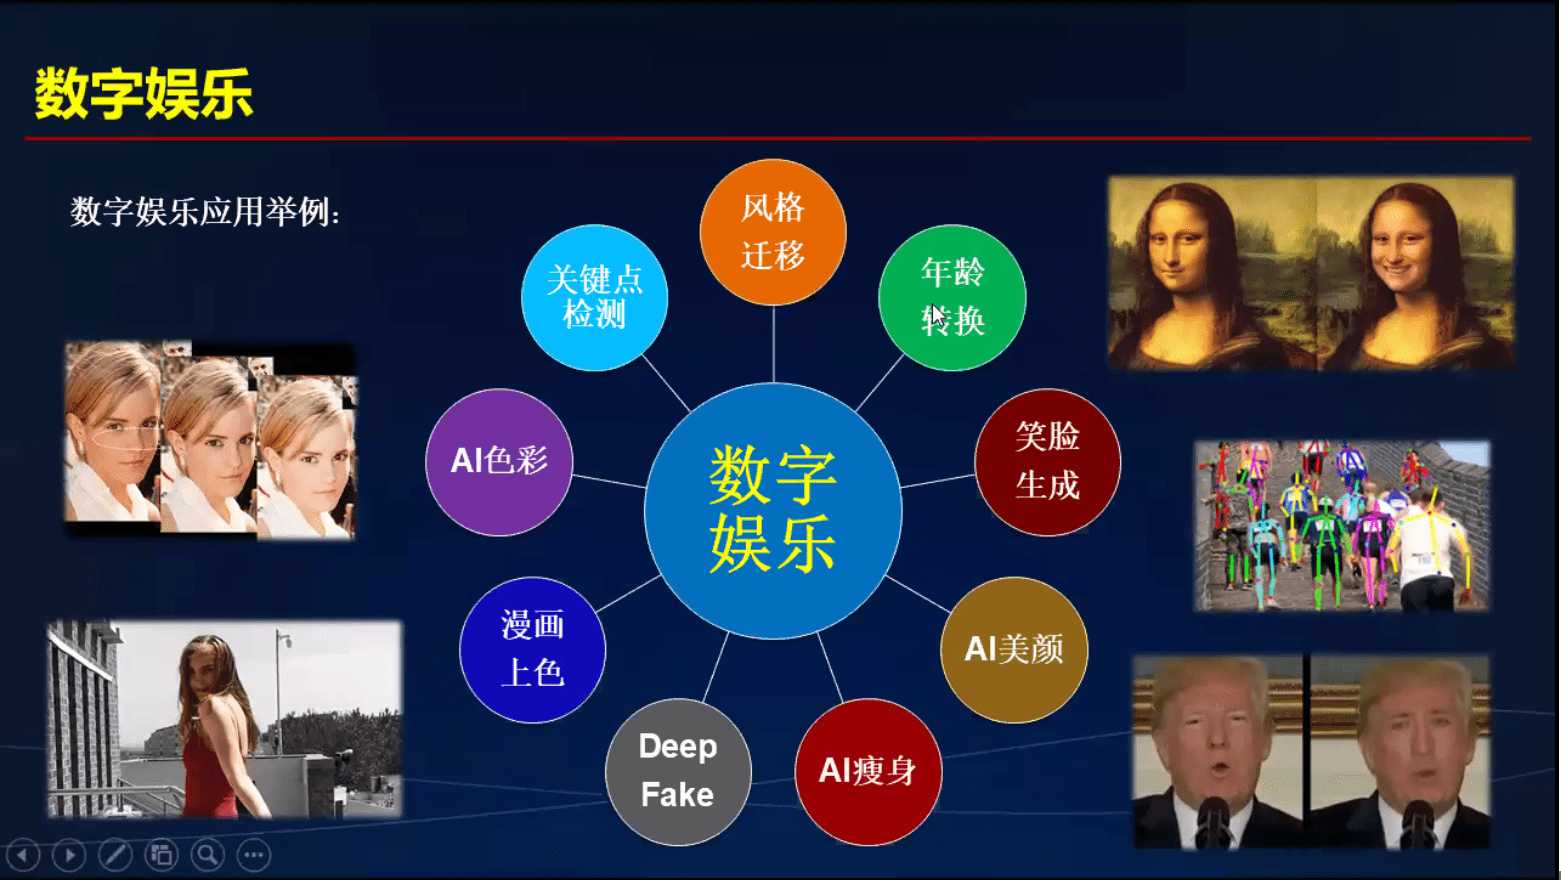 数字娱乐
数字娱乐应用举例:
风格
迁移
关键点
检测
年龄
转换
AI色彩
笑脸
生成
数字
娱乐
漫画
上色
AI美颜
Deep
Fake
AI瘦身